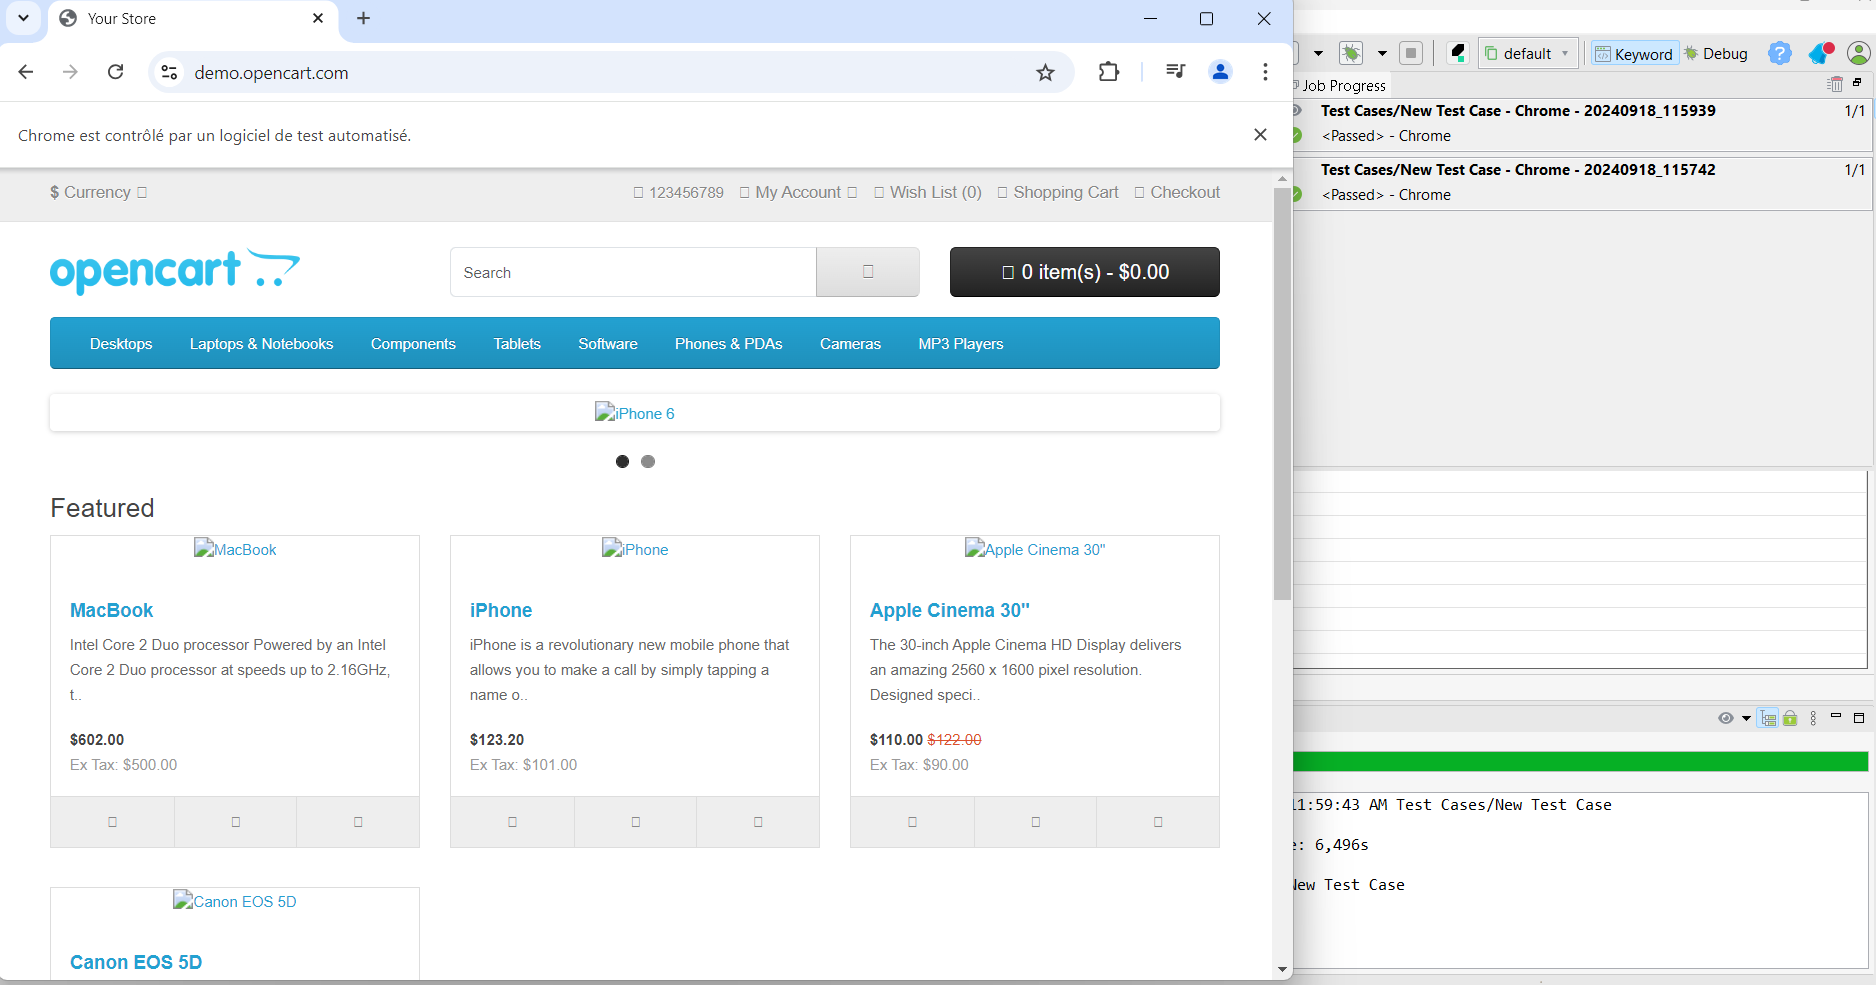 Your Store
demo.opencart.com
Chrome est contrôlé par un logiciel de test automatisé.
$ Currency
123456789 My Account Wish List (0) Shopping Cart Checkout
opencart
Search
0 item(s) - $0.00
Desktops Laptops & Notebooks Components Tablets Software Phones & PDAs Cameras MP3 Players
iPhone 6
Featured
MacBook
MacBook
Intel Core 2 Duo processor Powered by an Intel
Core 2 Duo processor at speeds up to 2.16GHz,
t..
$602.00
Ex Tax: $500.00
iPhone
iPhone
iPhone is a revolutionary new mobile phone that
allows you to make a call by simply tapping a
name o..
$123.20
Ex Tax: $101.00
Apple Cinema 30"
Apple Cinema 30"
The 30-inch Apple Cinema HD Display delivers
an amazing 2560 x 1600 pixel resolution.
Designed speci..
$110.00 $122.00
Ex Tax: $90.00
Canon EOS 5D
Canon EOS 5D
default Keyword Debug
Job Progress
Test Cases/New Test Case - Chrome - 20240918_115939 1/1
<Passed> - Chrome
Test Cases/New Test Case - Chrome - 20240918_115742 1/1
<Passed> - Chrome
11:59:43 AM Test Cases/New Test Case
e: 6,496s
New Test Case